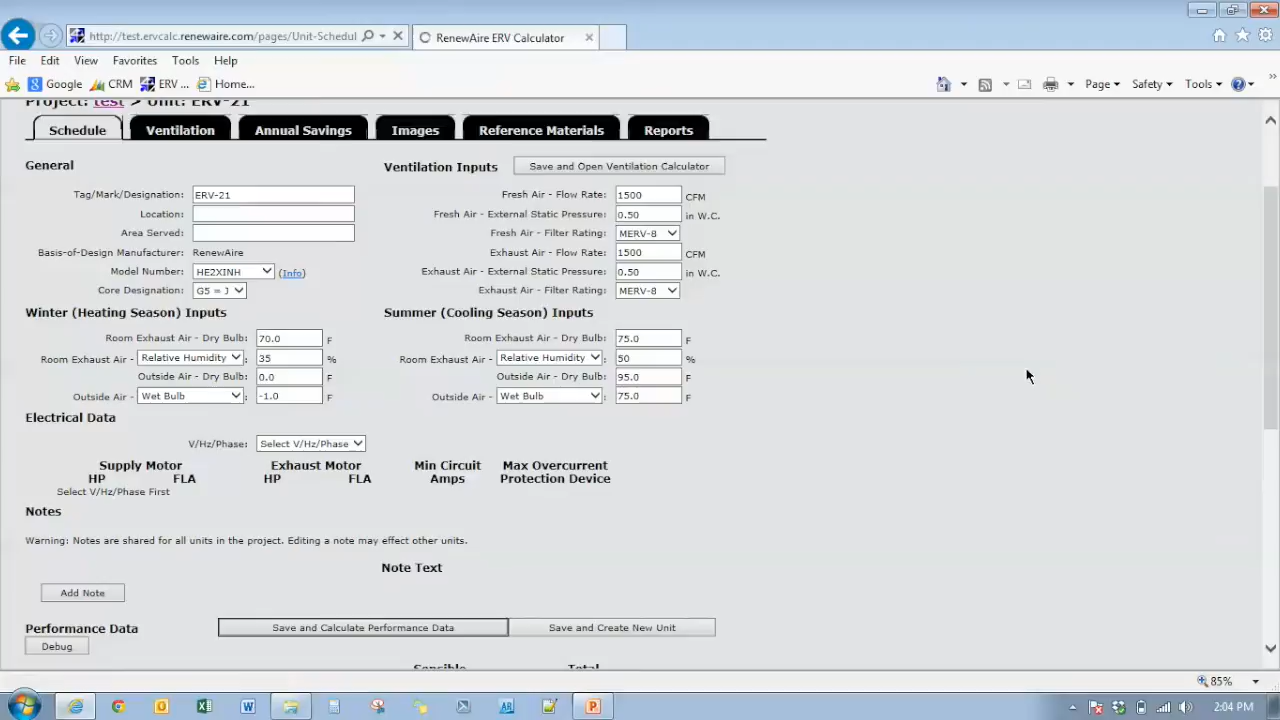 http://test.ervcalc.renewaire.com/pages/Unit-Schedul
RenewAire ERV Calculator
File Edit View Favorites Tools Help
Google CRM ERV ... Home...
Page Safety Tools
Project: test > Unit: ERV-21
Schedule Ventilation Annual Savings Images Reference Materials Reports
General
Ventilation Inputs Save and Open Ventilation Calculator
Tag/Mark/Designation: ERV-21 Fresh Air - Flow Rate: 1500 CFM
Location: Fresh Air - External Static Pressure: 0.50 in W.C.
Area Served: Fresh Air - Filter Rating: MERV-8
Basis-of-Design Manufacturer: RenewAire Exhaust Air - Flow Rate: 1500 CFM
Model Number: HE2XINH (Info) Exhaust Air - External Static Pressure: 0.50 in W.C.
Core Designation: G5 = J Exhaust Air - Filter Rating: MERV-8
Winter (Heating Season) Inputs Summer (Cooling Season) Inputs
Room Exhaust Air - Dry Bulb: 70.0 F Room Exhaust Air - Dry Bulb: 75.0 F
Room Exhaust Air - Relative Humidity : 35 % Room Exhaust Air - Relative Humidity : 50 %
Outside Air - Dry Bulb: 0.0 F Outside Air - Dry Bulb: 95.0 F
Outside Air - Wet Bulb : -1.0 F Outside Air - Wet Bulb : 75.0 F
Electrical Data
V/Hz/Phase: Select V/Hz/Phase
Supply Motor Exhaust Motor Min Circuit Max Overcurrent
HP FLA HP FLA Amps Protection Device
Select V/Hz/Phase First
Notes
Warning: Notes are shared for all units in the project. Editing a note may effect other units.
Note Text
Add Note
Performance Data Save and Calculate Performance Data Save and Create New Unit
Debug
Sensible Total
85%
2:04 PM